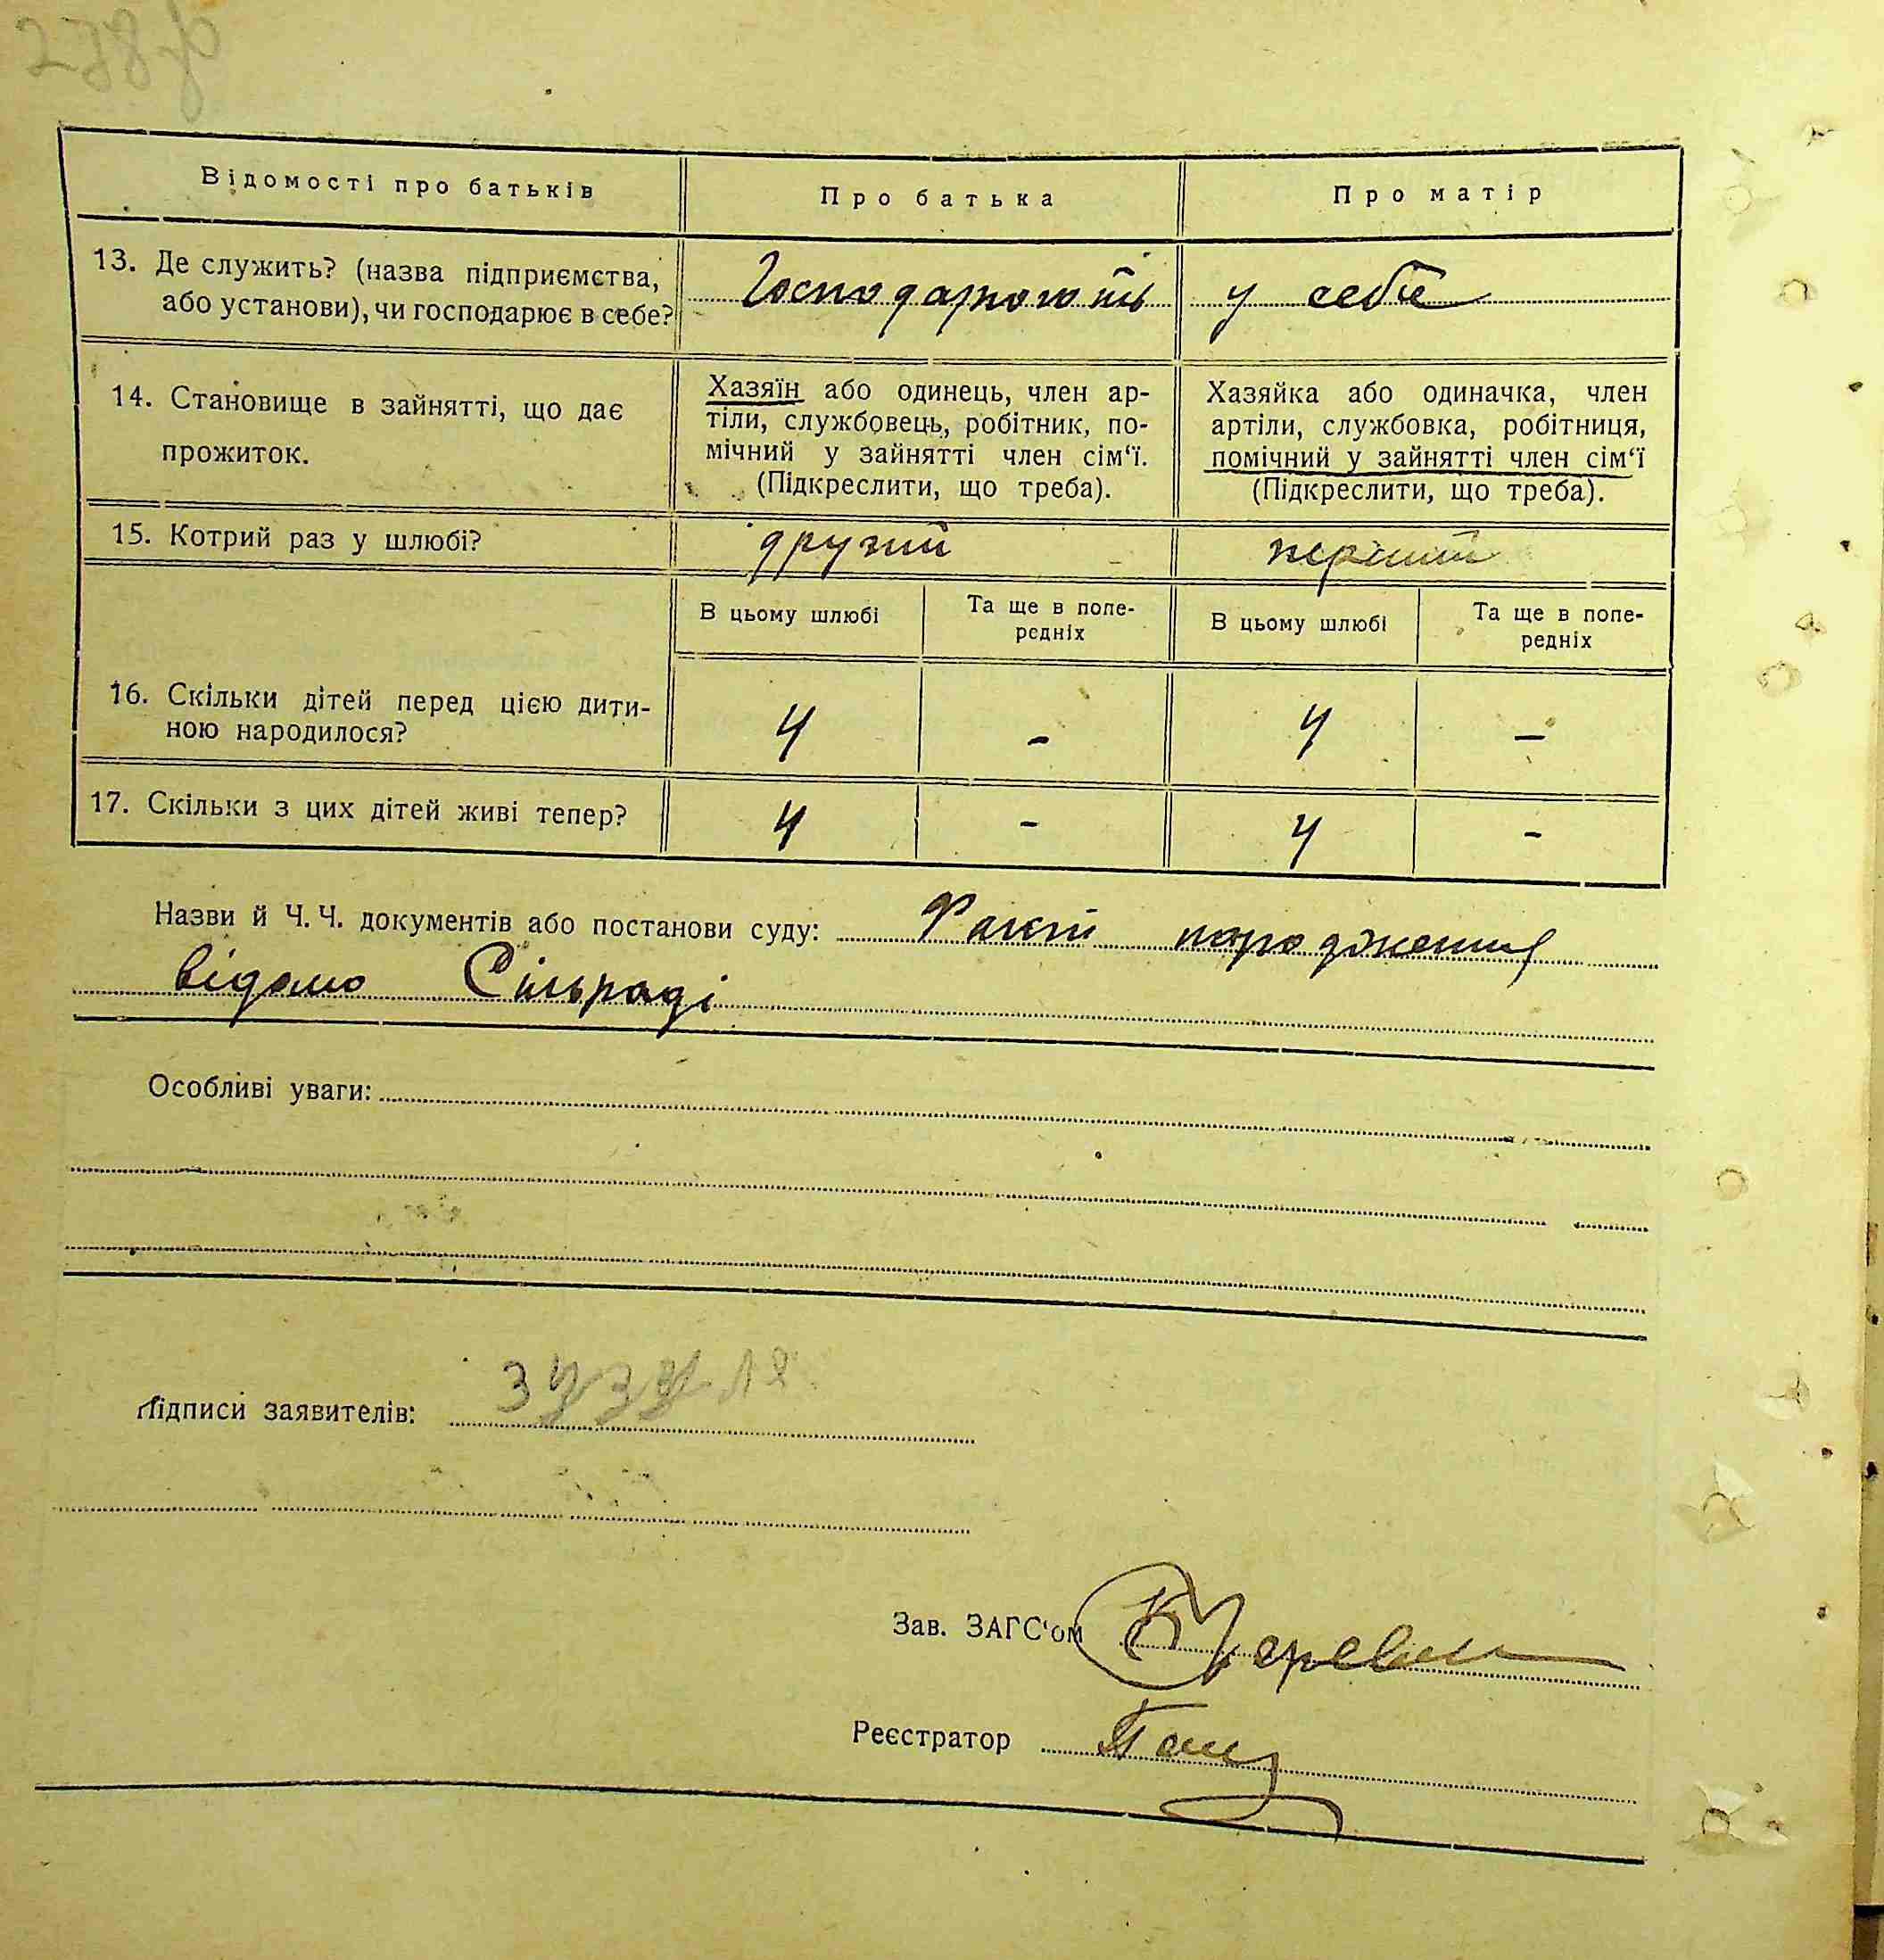 Відомості про батьків
Про батька
Про матір
13. Де служить? (назва підприємства,
або установи), чи господарює в себе?
Господарюють
у себе
14. Становище в зайнятті, що дає
прожиток.
Хазяїн або одинець, член ар-
тіли, службовець, робітник, по-
мічний у зайнятті член сім‘ї.
(Підкреслити, що треба).
Хазяйка або одиначка, член
артіли, службовка, робітниця,
помічний у зайнятті член сім‘ї
(Підкреслити, що треба).
15. Котрий раз у шлюбі?
другий
перший
В цьому шлюбі
Та ще в попе-
редніх
В цьому шлюбі
Та ще в попе-
редніх
16. Скільки дітей перед цією дити-
ною народилося?
4
-
4
-
17. Скільки з цих дітей живі тепер?
4
-
4
-
Назви й Ч. Ч. документів або постанови суду: Факт народження
відомо Сільраді
Особливі уваги:
Підписи заявителів:
Зав. ЗАГС‘ом
Реєстратор